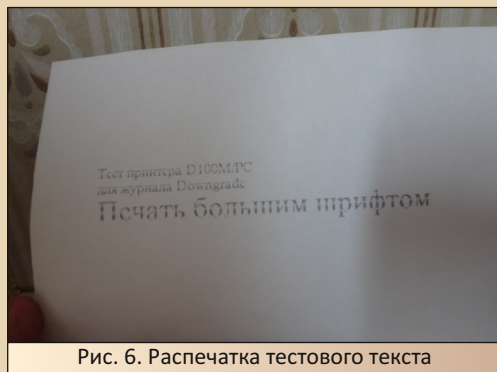 Тест принтера D100M/PC
для журнала Downgrade
Печать большим шрифтом
Рис. 6. Распечатка тестового текста